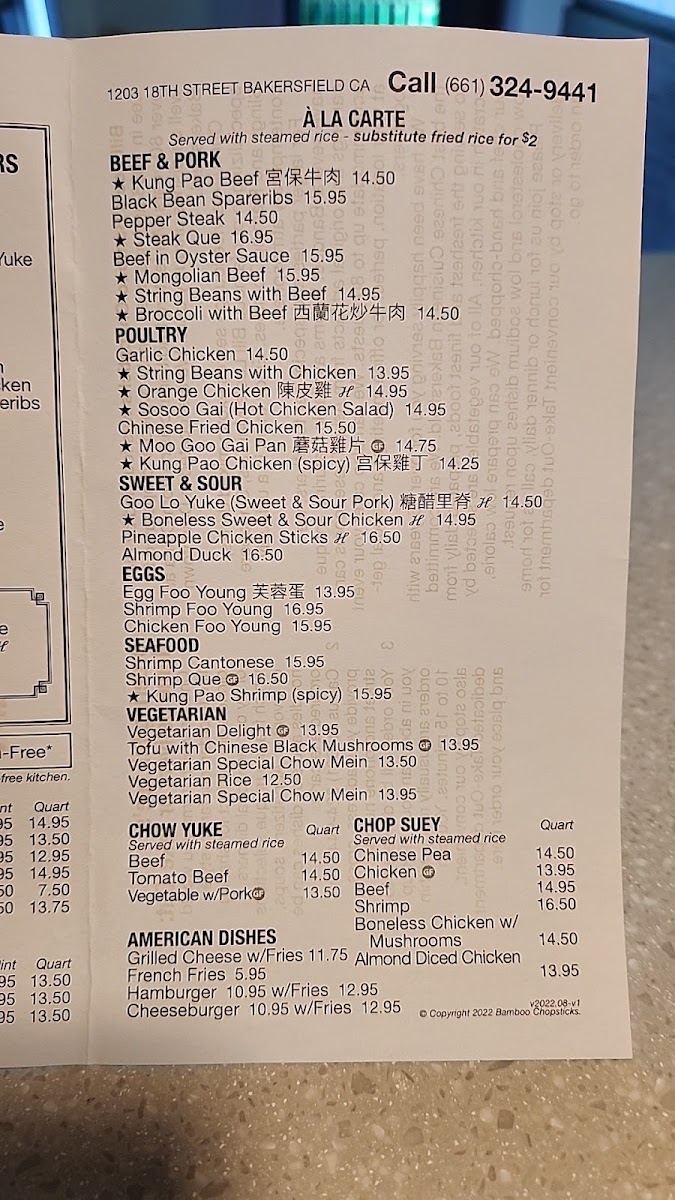 1203 18TH STREET BAKERSFIELD CA Call (661) 324-9441
À LA CARTE
Served with steamed rice - substitute fried rice for $2
BEEF & PORK
★ Kung Pao Beef 宮保牛肉 14.50
Black Bean Spareribs 15.95
Pepper Steak 14.50
★ Steak Que 16.95
Beef in Oyster Sauce 15.95
★ Mongolian Beef 15.95
★ String Beans with Beef 14.95
★ Broccoli with Beef 西蘭花炒牛肉 14.50
POULTRY
Garlic Chicken 14.50
★ String Beans with Chicken 13.95
★ Orange Chicken 陳皮雞 H 14.95
★ Sosoo Gai (Hot Chicken Salad) 14.95
Chinese Fried Chicken 15.50
★ Moo Goo Gai Pan 蘑菇雞片 GF 14.75
★ Kung Pao Chicken (spicy) 宮保雞丁 14.25
SWEET & SOUR
Goo Lo Yuke (Sweet & Sour Pork) 糖醋里脊 H 14.50
★ Boneless Sweet & Sour Chicken H 14.95
Pineapple Chicken Sticks H 16.50
Almond Duck 16.50
EGGS
Egg Foo Young 芙蓉蛋 13.95
Shrimp Foo Young 16.95
Chicken Foo Young 15.95
SEAFOOD
Shrimp Cantonese 15.95
Shrimp Que GF 16.50
★ Kung Pao Shrimp (spicy) 15.95
VEGETARIAN
Vegetarian Delight GF 13.95
Tofu with Chinese Black Mushrooms GF 13.95
Vegetarian Special Chow Mein 13.50
Vegetarian Rice 12.50
Vegetarian Special Chow Mein 13.95
CHOW YUKE Quart
Served with steamed rice
Beef 14.50
Tomato Beef 14.50
Vegetable w/Pork GF 13.50
CHOP SUEY Quart
Served with steamed rice
Chinese Pea 14.50
Chicken GF 13.95
Beef 14.95
Shrimp 16.50
Boneless Chicken w/
Mushrooms 14.50
Almond Diced Chicken
13.95
AMERICAN DISHES
Grilled Cheese w/Fries 11.75
French Fries 5.95
Hamburger 10.95 w/Fries 12.95
Cheeseburger 10.95 w/Fries 12.95
v2022.08-v1
© Copyright 2022 Bamboo Chopsticks.
RS
Yuke
ken
eribs
e
e
H
-Free*
-free kitchen.
nt Quart
95 14.95
95 13.50
95 12.95
95 14.95
50 7.50
50 13.75
int Quart
95 13.50
95 13.50
95 13.50